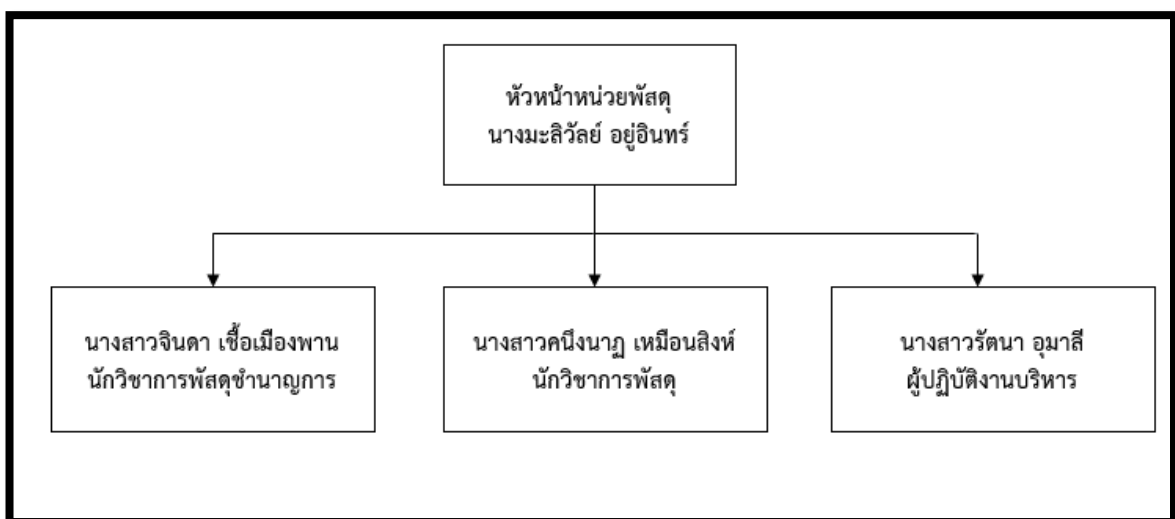 หัวหน้าหน่วยพัสดุ
นางมะลิวัลย์ อยู่อินทร์
นางสาวจินดา เชื้อเมืองพาน
นักวิชาการพัสดุชำนาญการ
นางสาวคนึงนาฏ เหมือนสิงห์
นักวิชาการพัสดุ
นางสาวรัตนา อุมาลี
ผู้ปฏิบัติงานบริหาร